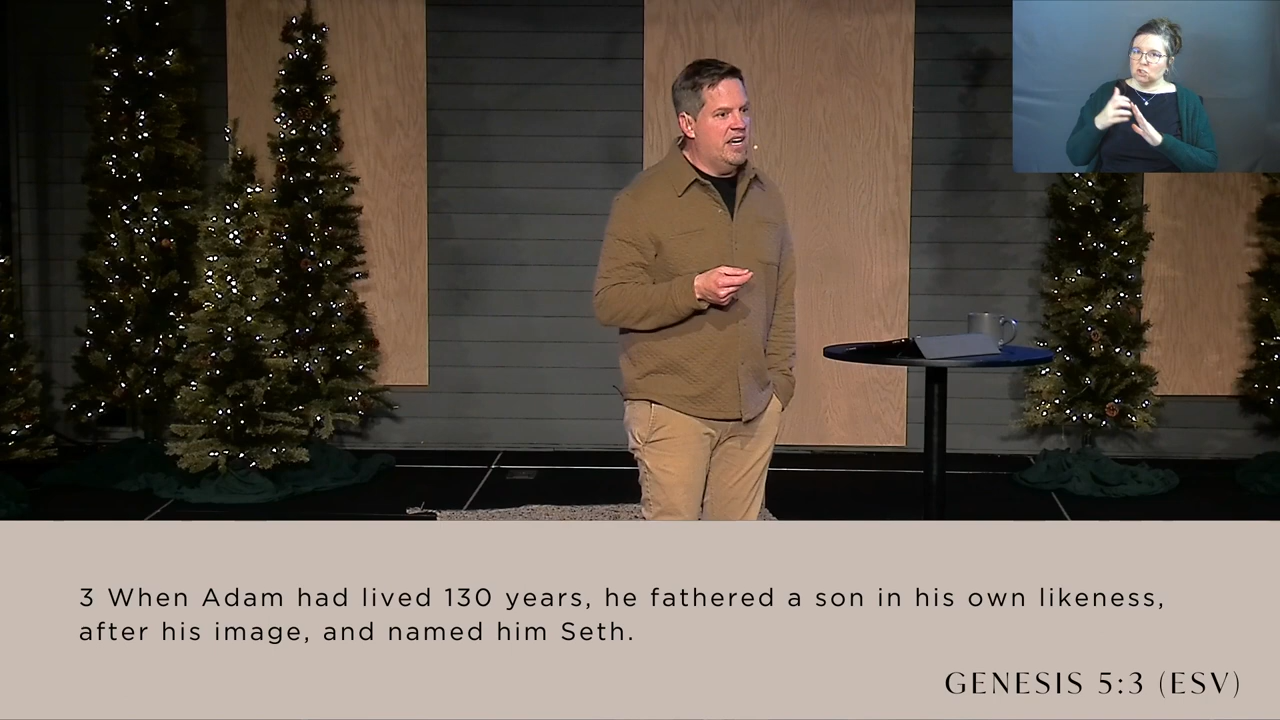 3 When Adam had lived 130 years, he fathered a son in his own likeness,
after his image, and named him Seth.
GENESIS 5:3 (ESV)